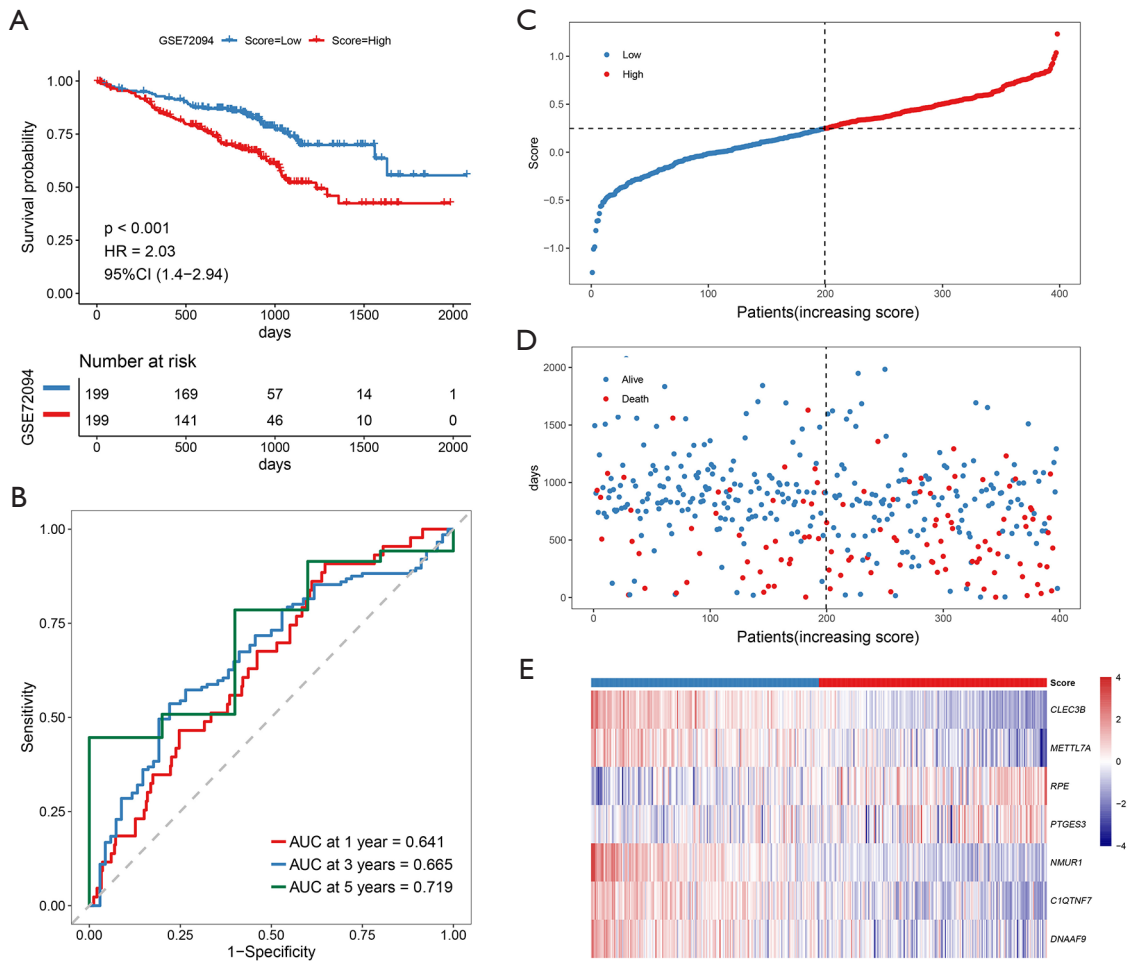 A
GSE72094 Score=Low Score=High
Survival probability
1.00
0.75
0.50
0.25
0.00
p < 0.001
HR = 2.03
95%CI (1.4−2.94)
0 500 1000 1500 2000
days
Number at risk
GSE72094
199 169 57 14 1
199 141 46 10 0
0 500 1000 1500 2000
days
B
Sensitivity
1.00
0.75
0.50
0.25
0.00
AUC at 1 year = 0.641
AUC at 3 years = 0.665
AUC at 5 years = 0.719
0.00 0.25 0.50 0.75 1.00
1−Specificity
C
Score
1.0
0.5
0.0
−0.5
−1.0
Low
High
0 100 200 300 400
Patients(increasing score)
D
days
2000
1500
1000
500
0
Alive
Death
0 100 200 300 400
Patients(increasing score)
E
Score
CLEC3B
METTL7A
RPE
PTGES3
NMUR1
C1QTNF7
DNAAF9
4
2
0
−2
−4